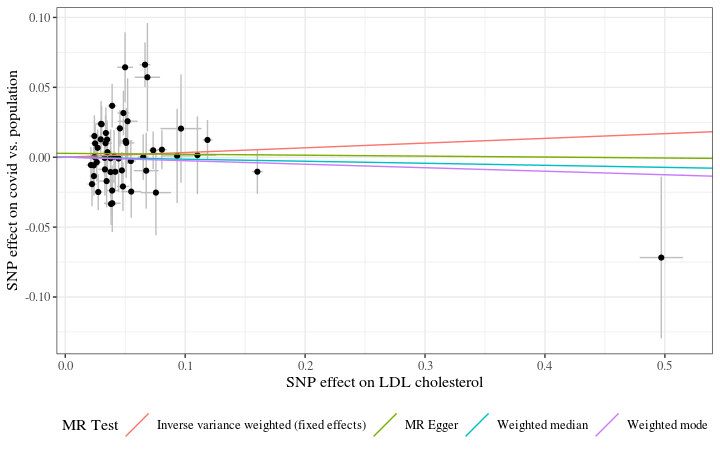 SNP effect on covid vs. population
0.10
0.05
0.00
-0.05
-0.10
0.0 0.1 0.2 0.3 0.4 0.5
SNP effect on LDL cholesterol
MR Test Inverse variance weighted (fixed effects) MR Egger Weighted median Weighted mode